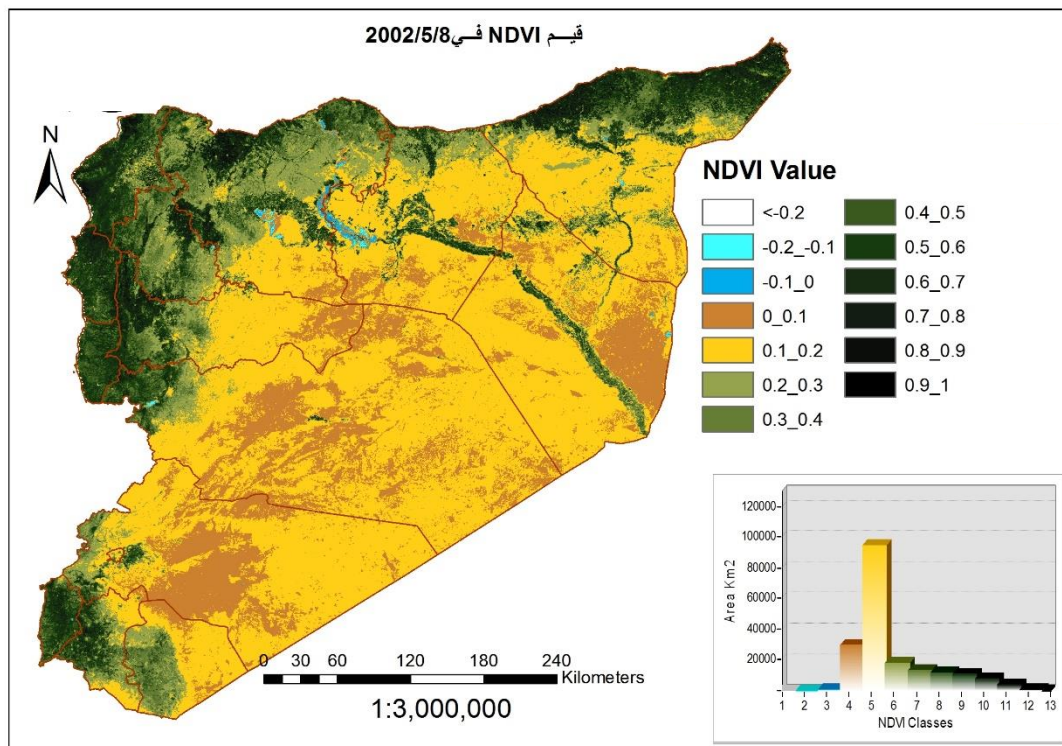 قيـــم NDVI فــي2002/5/8
N
NDVI Value
<-0.2
-0.2_-0.1
-0.1_0
0_0.1
0.1_0.2
0.2_0.3
0.3_0.4
0.4_0.5
0.5_0.6
0.6_0.7
0.7_0.8
0.8_0.9
0.9_1
0 30 60 120 180 240
Kilometers
1:3,000,000
Area Km2
120000
100000
80000
60000
40000
20000
-
1 2 3 4 5 6 7 8 9 10 11 12 13
NDVI Classes